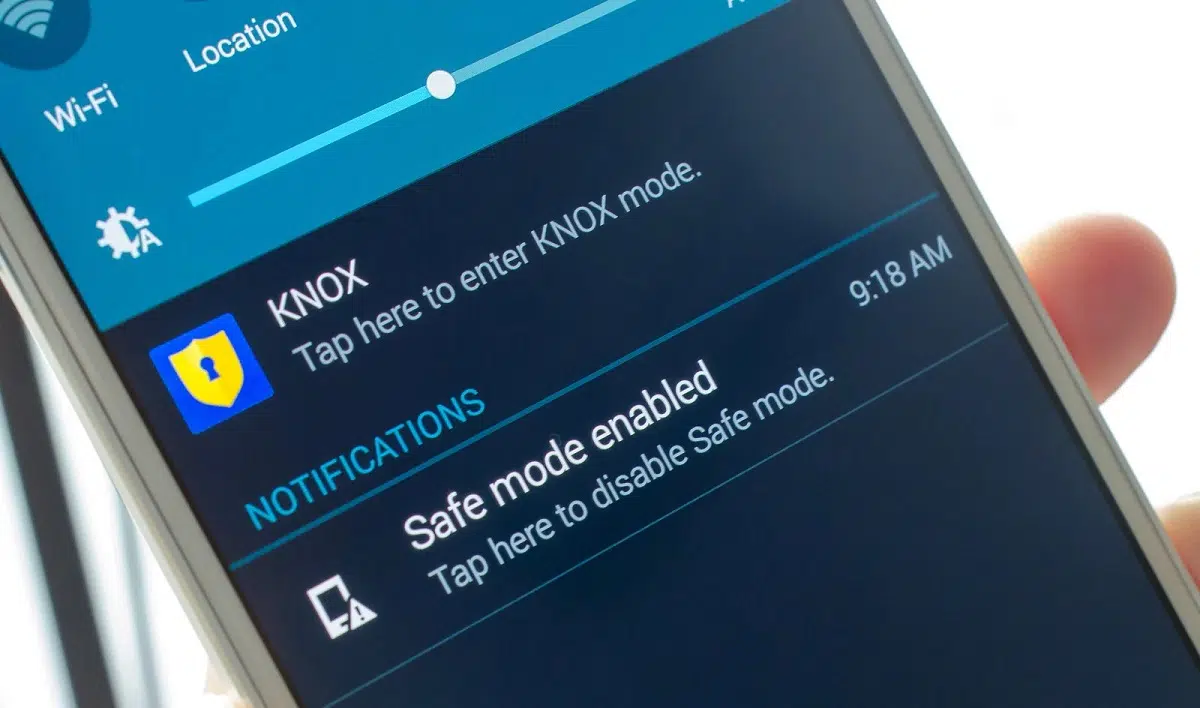 Location
Wi-Fi
KNOX
Tap here to enter KNOX mode.
NOTIFICATIONS
Safe mode enabled
9:18 AM
Tap here to disable Safe mode.